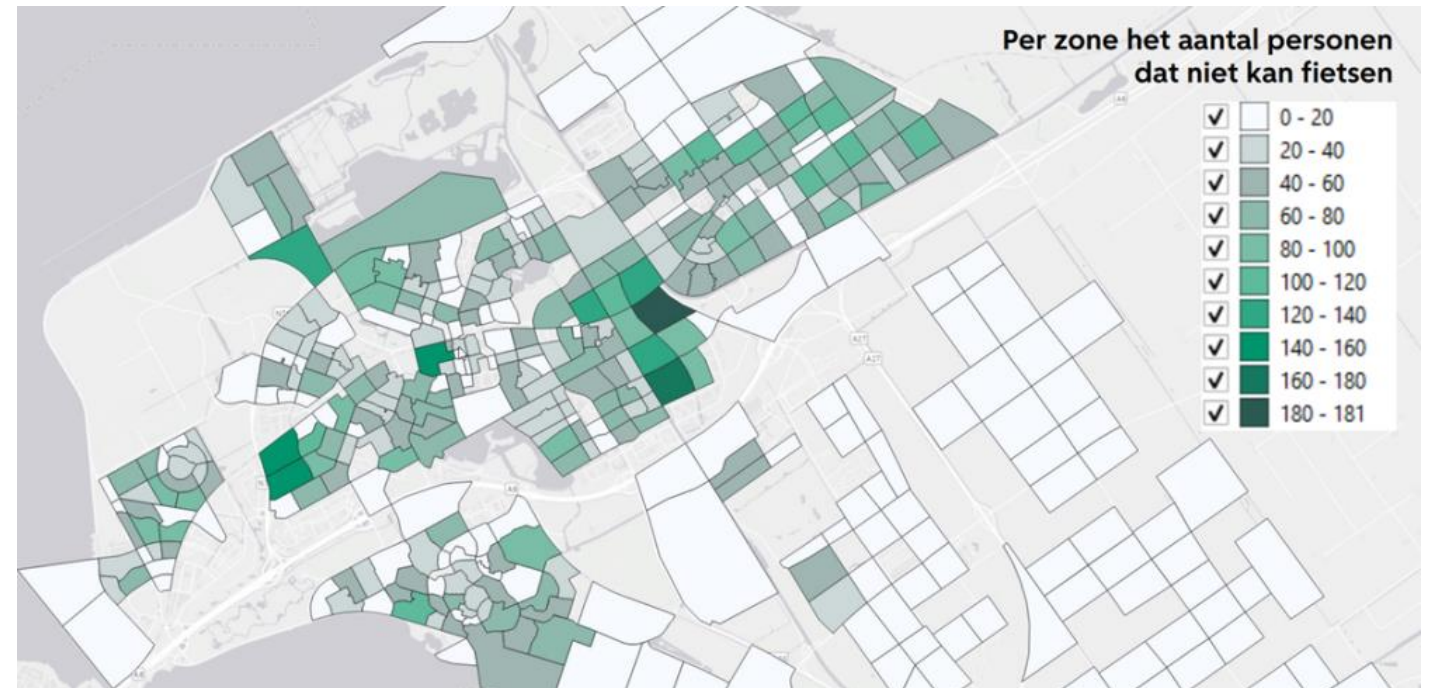 Per zone het aantal personen
dat niet kan fietsen
0 - 20
20 - 40
40 - 60
60 - 80
80 - 100
100 - 120
120 - 140
140 - 160
160 - 180
180 - 181
A6
A27
A27
A6
A6